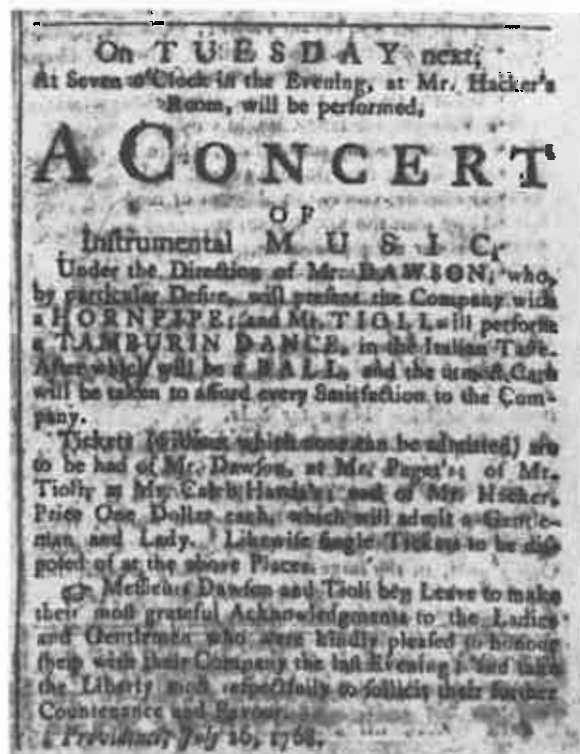 On TUESDAY next,
At Seven o'Clock in the Evening, at Mr. Hacker's
Room, will be performed,
A CONCERT
OF
Instrumental MUSIC,
Under the Direction of Mr. DAWSON, who,
by particular Desire, will present the Company with
a HORNPIPE; and Mr. TIOLI will perform
a TAMBURIN DANCE, in the Italian Taste.
After which will be a BALL, and the utmost Care
will be taken to afford every Satisfaction to the Com-
pany.
Tickets (without which none can be admitted) are
to be had of Mr. Dawson, at Mr. of Mr.
Tioli, at Mr. Caleb and of Mr. Hacker,
Price One Dollar each, which will admit a Gentle-
man and Lady. Likewise single Tickets to be dis-
posed of at the above Places.
Messieurs Dawson and Tioli beg Leave to make
their most grateful Acknowledgments to the Ladies
and Gentlemen who were kindly pleased to honour
them with their Company the last Evening; and take
the Liberty most respectfully to sollicit their further
Countenance and Favour.
Providence, July 26, 1768.